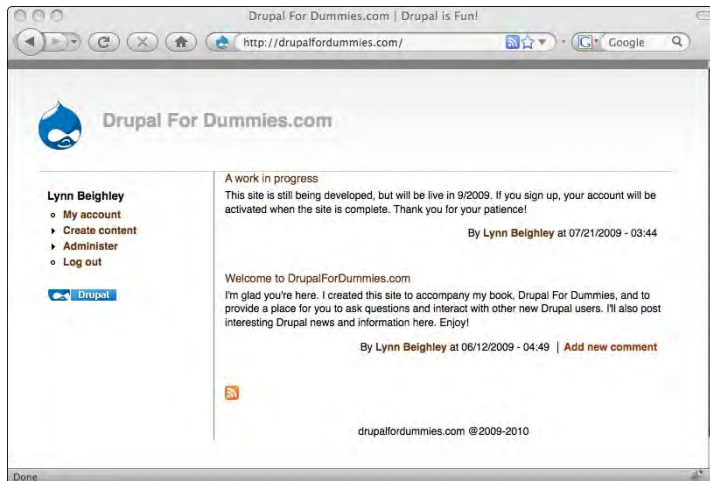 Drupal For Dummies.com | Drupal is Fun!
http://drupalfordummies.com/
Google
Drupal For Dummies.com
Lynn Beighley
My account
Create content
Administer
Log out
Drupal
A work in progress
This site is still being developed, but will be live in 9/2009. If you sign up, your account will be
activated when the site is complete. Thank you for your patience!
By Lynn Beighley at 07/21/2009 - 03:44
Welcome to DrupalForDummies.com
I'm glad you're here. I created this site to accompany my book, Drupal For Dummies, and to
provide a place for you to ask questions and interact with other new Drupal users. I'll also post
interesting Drupal news and information here. Enjoy!
By Lynn Beighley at 06/12/2009 - 04:49 | Add new comment
drupalfordummies.com @2009-2010
Done